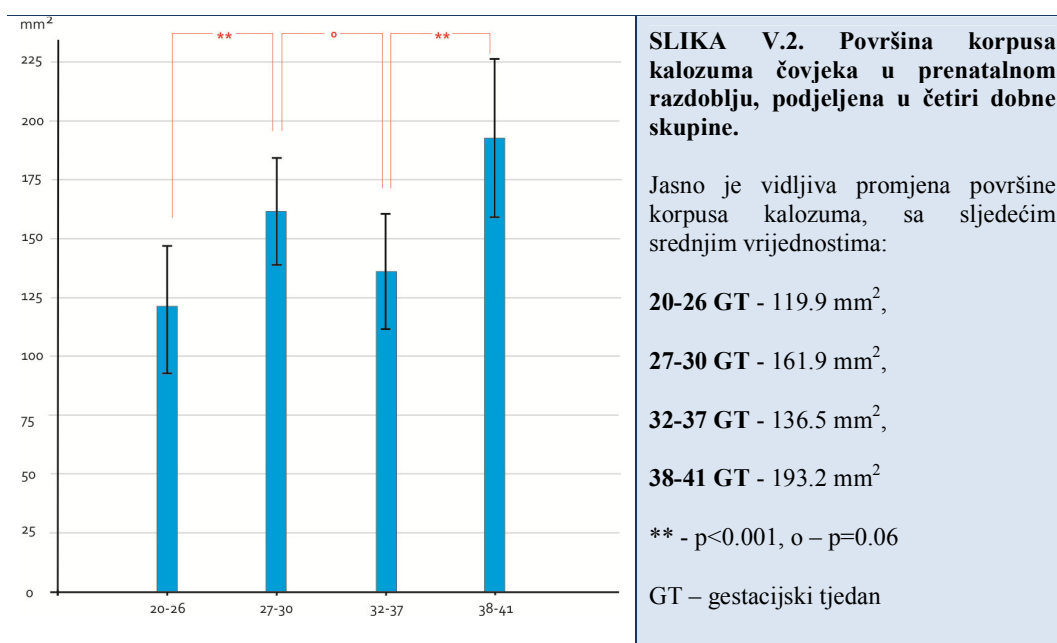 mm²
**
o
**
225
200
175
150
125
100
75
50
25
0
20-26
27-30
32-37
38-41
SLIKA V.2. Površina korpusa
kalozuma čovjeka u prenatalnom
razdoblju, podjeljena u četiri dobne
skupine.
Jasno je vidljiva promjena površine
korpusa kalozuma, sa sljedećim
srednjim vrijednostima:
20-26 GT - 119.9 mm²,
27-30 GT - 161.9 mm²,
32-37 GT - 136.5 mm²,
38-41 GT - 193.2 mm²
** - p<0.001, o – p=0.06
GT – gestacijski tjedan